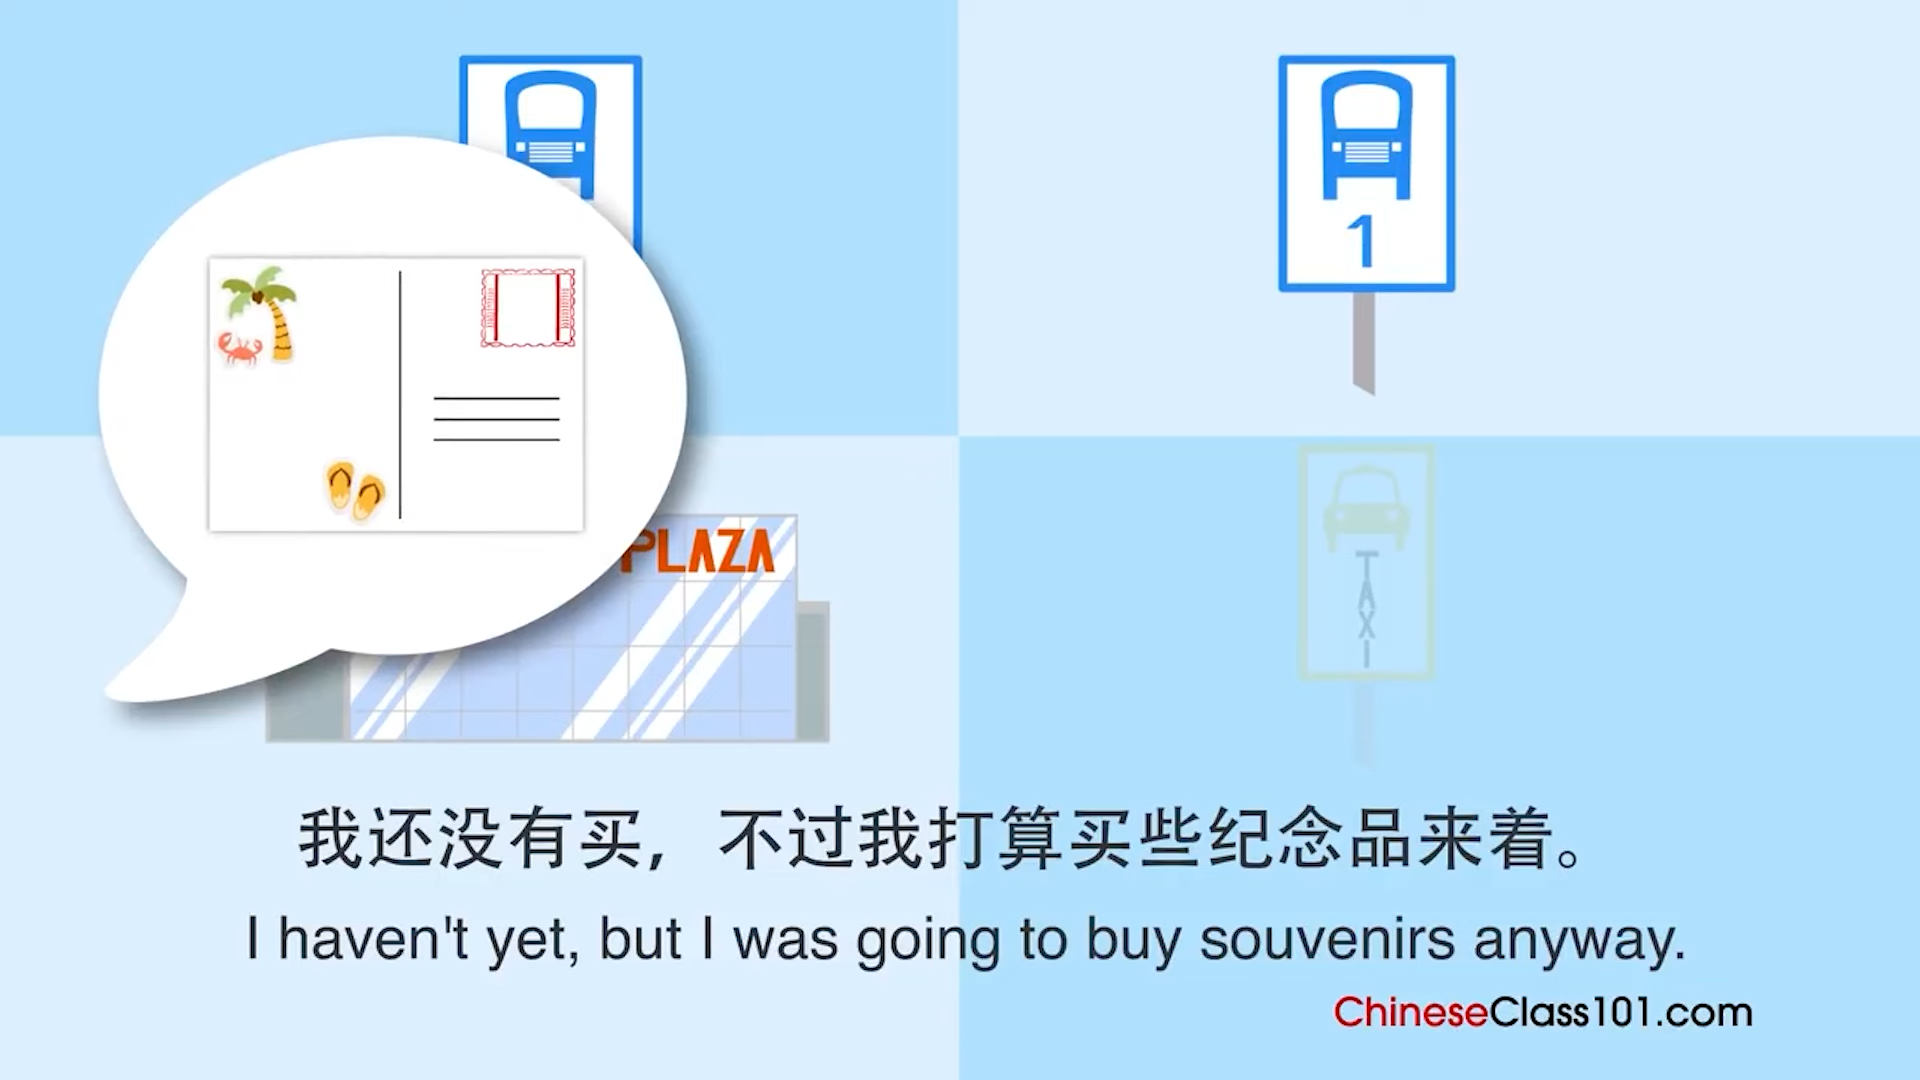 1
PLAZA
TAXI
我还没有买，不过我打算买些纪念品来着。
I haven't yet, but I was going to buy souvenirs anyway.
ChineseClass101.com